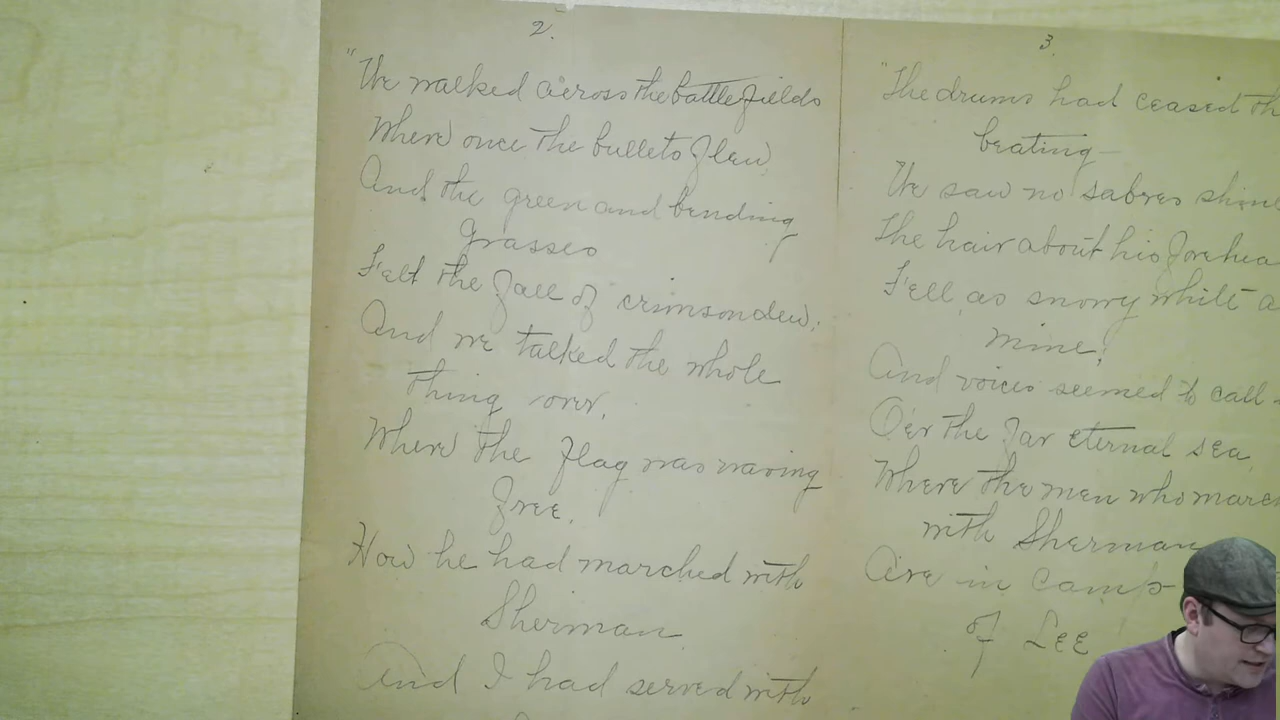 2.
"We walked across the battlefields
Where once the bullets flew,
And the green and bending
grasses
Felt the fall of crimson dew.
And we talked the whole
thing over,
Where the flag was waving
free,
How he had marched with
Sherman
And I had served with
3.
"The drums had ceased
beating—
We saw no sabres shine
The hair about his
Fell as snowy white
mine;
And voices seemed to call
O'er the far eternal sea
Where the men who
with Sherman
Are in camp
of Lee